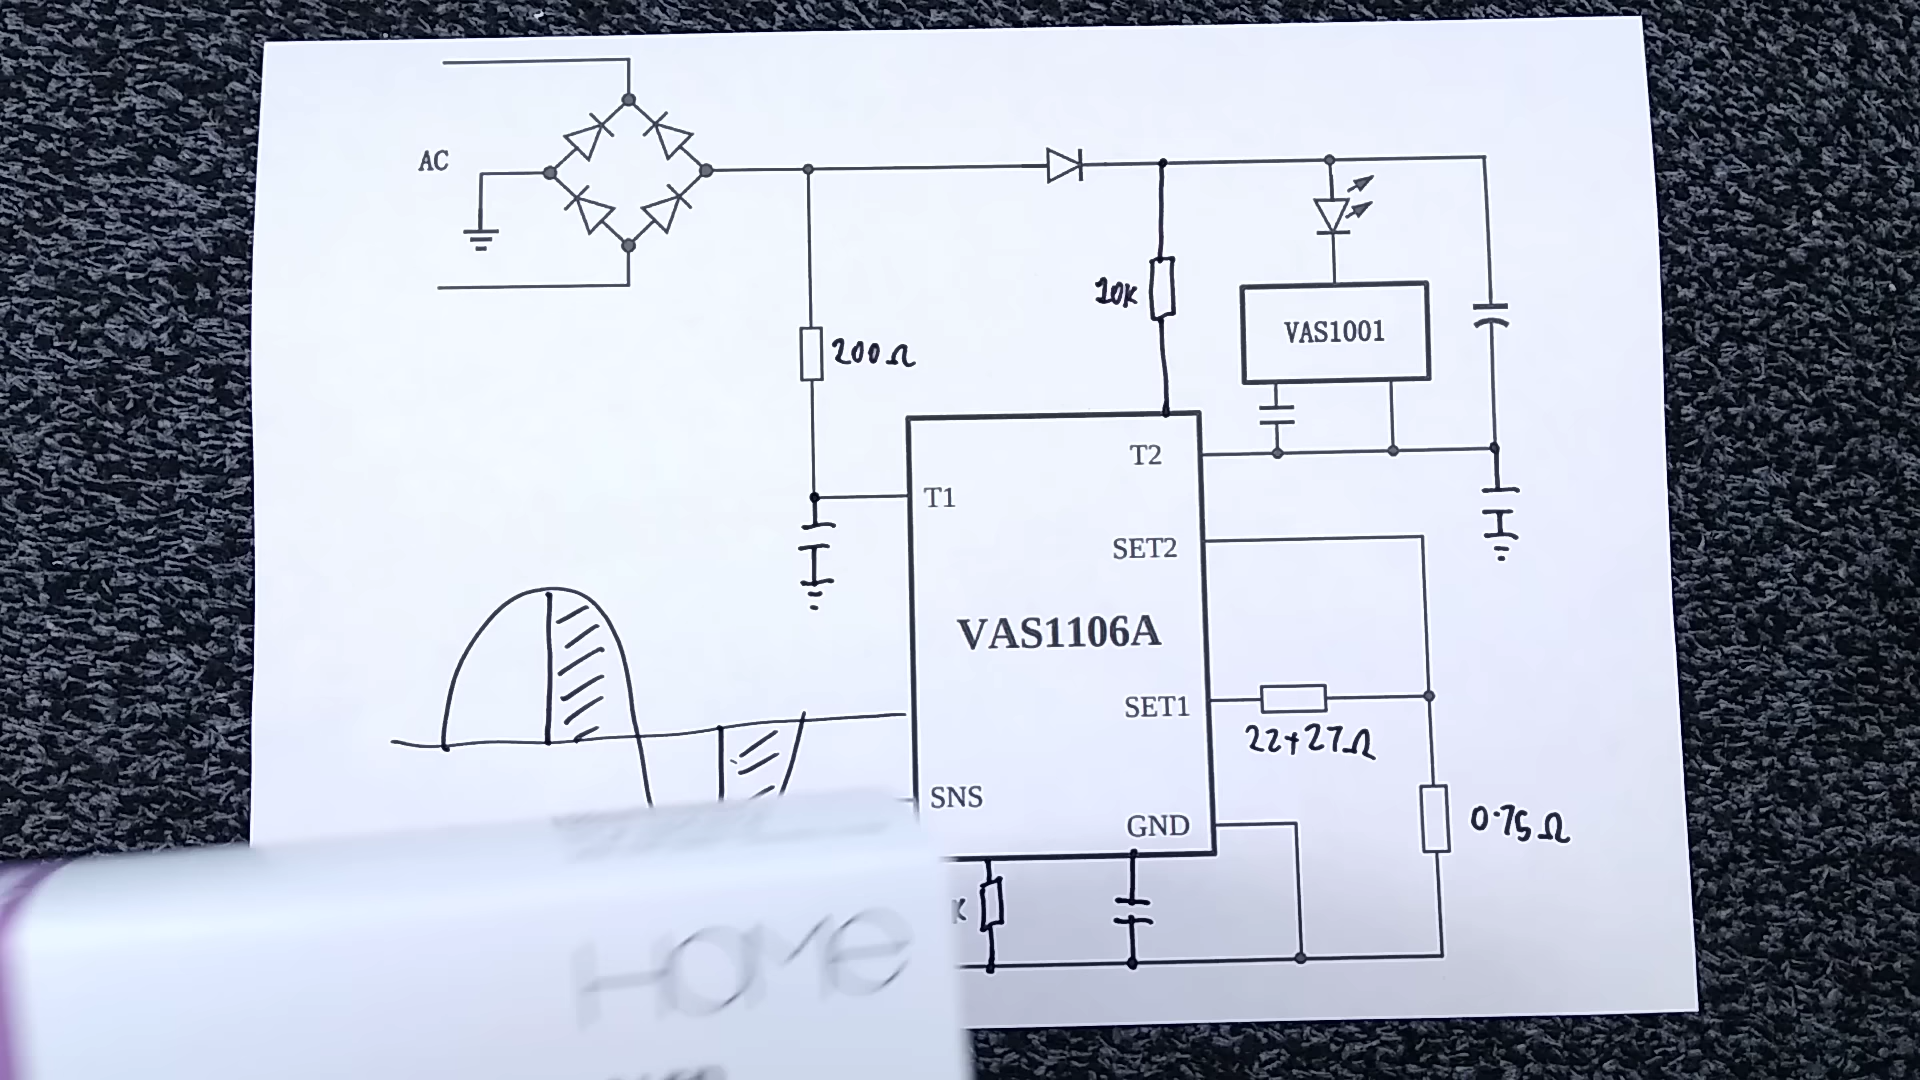 AC
10K
VAS1001
200Ω
T2
T1
SET2
VAS1106A
SET1
22+27Ω
SNS
0.75Ω
GND
K
HOME